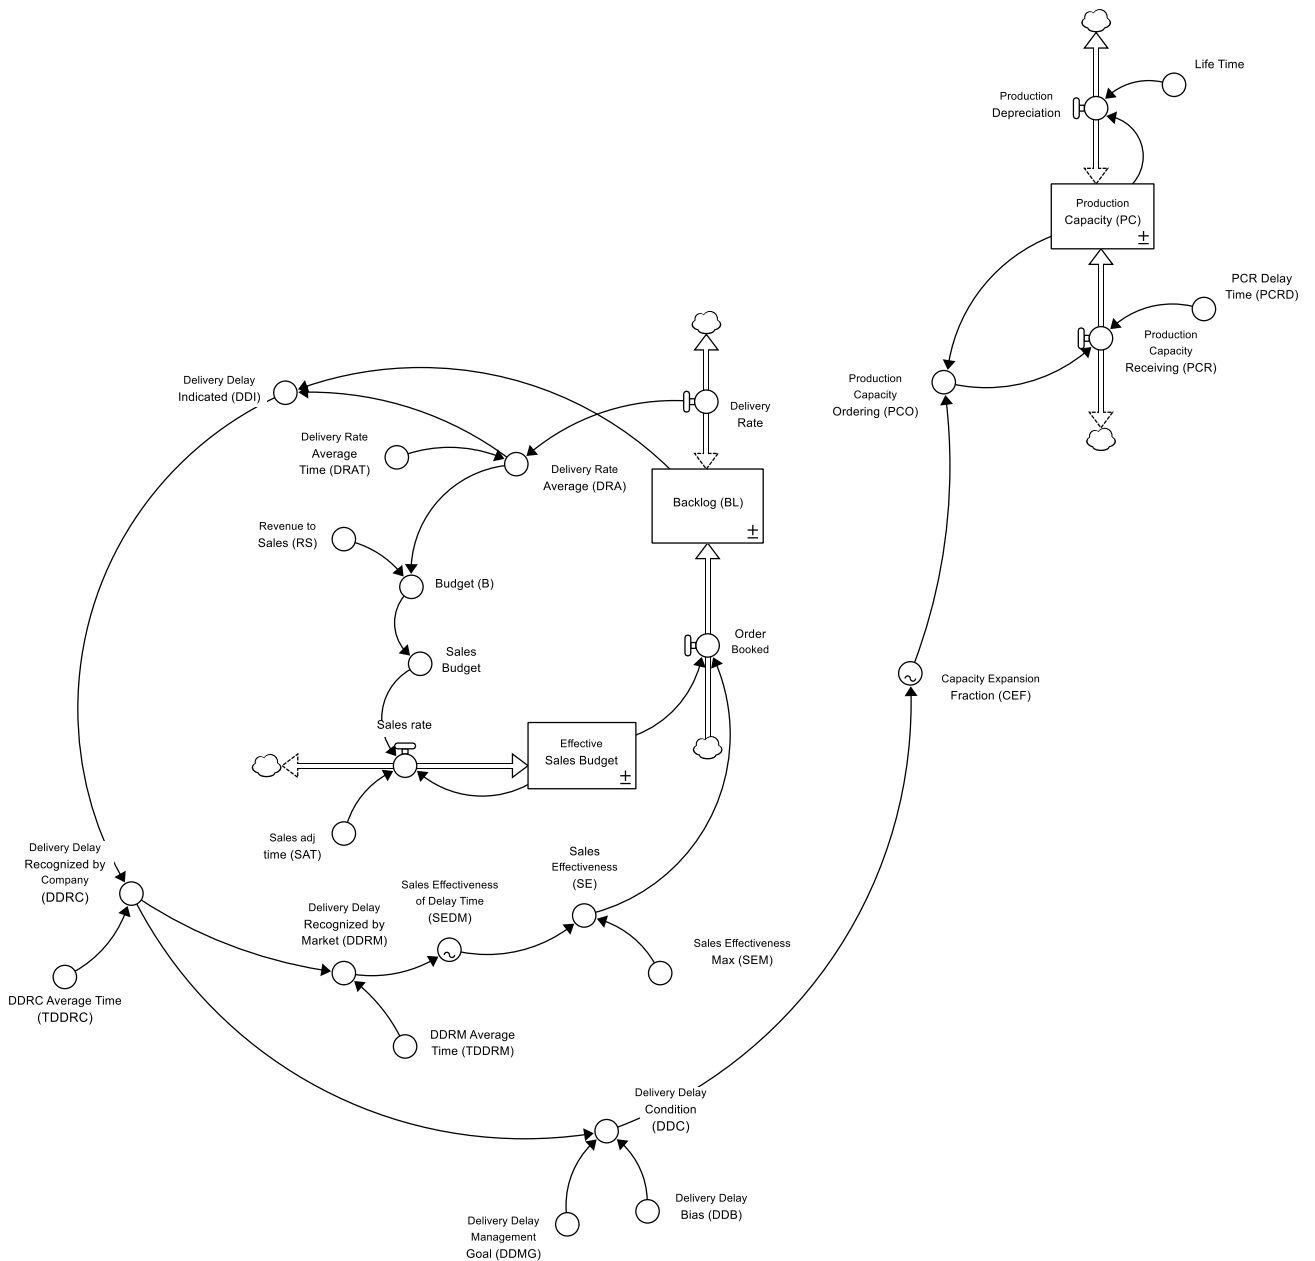 Life Time
Production
Depreciation
Production
Capacity (PC)
±
PCR Delay
Time (PCRD)
Production
Capacity
Receiving (PCR)
Production
Capacity
Ordering (PCO)
Delivery Delay
Indicated (DDI)
Delivery
Rate
Delivery Rate
Average
Time (DRAT)
Delivery Rate
Average (DRA)
Backlog (BL)
±
Revenue to
Sales (RS)
Budget (B)
Order
Booked
Sales
Budget
Capacity Expansion
Fraction (CEF)
Sales rate
Effective
Sales Budget
±
Sales adj
time (SAT)
Delivery Delay
Recognized by
Company
(DDRC)
Sales
Effectiveness
(SE)
Sales Effectiveness
of Delay Time
(SEDM)
Delivery Delay
Recognized by
Market (DDRM)
Sales Effectiveness
Max (SEM)
DDRC Average Time
(TDDRC)
DDRM Average
Time (TDDRM)
Delivery Delay
Condition
(DDC)
Delivery Delay
Bias (DDB)
Delivery Delay
Management
Goal (DDMG)